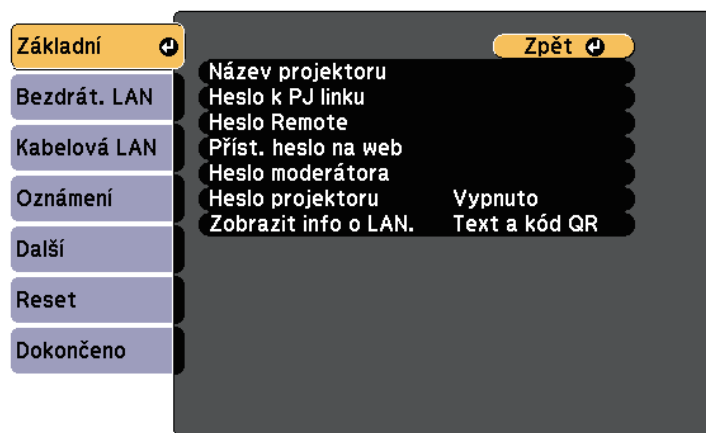 Základní
Bezdrát. LAN
Kabelová LAN
Oznámení
Další
Reset
Dokončeno
Zpět
Název projektoru
Heslo k PJ linku
Heslo Remote
Příst. heslo na web
Heslo moderátora
Heslo projektoru Vypnuto
Zobrazit info o LAN. Text a kód QR